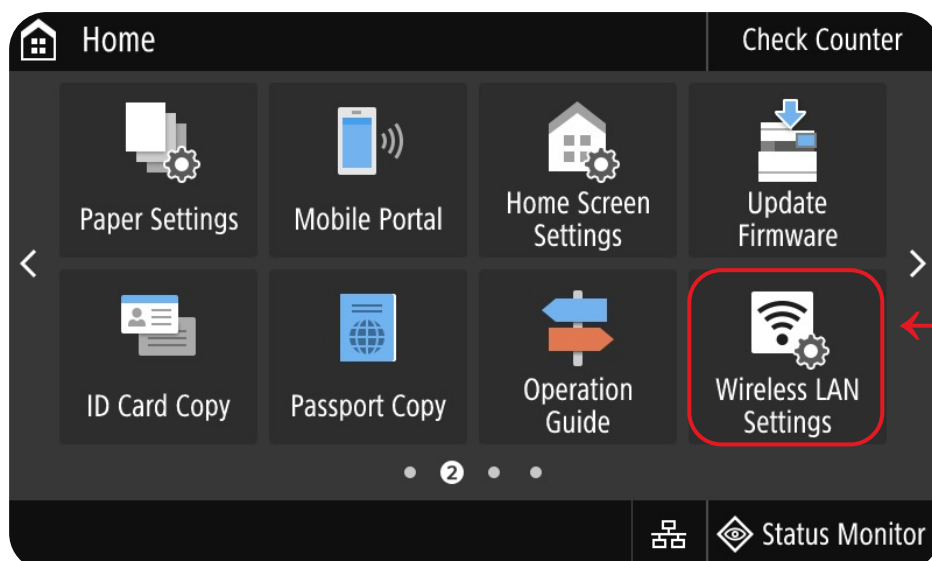 Home
Check Counter
Paper Settings
Mobile Portal
Home Screen
Settings
Update
Firmware
ID Card Copy
Passport Copy
Operation
Guide
Wireless LAN
Settings
2
Status Monitor